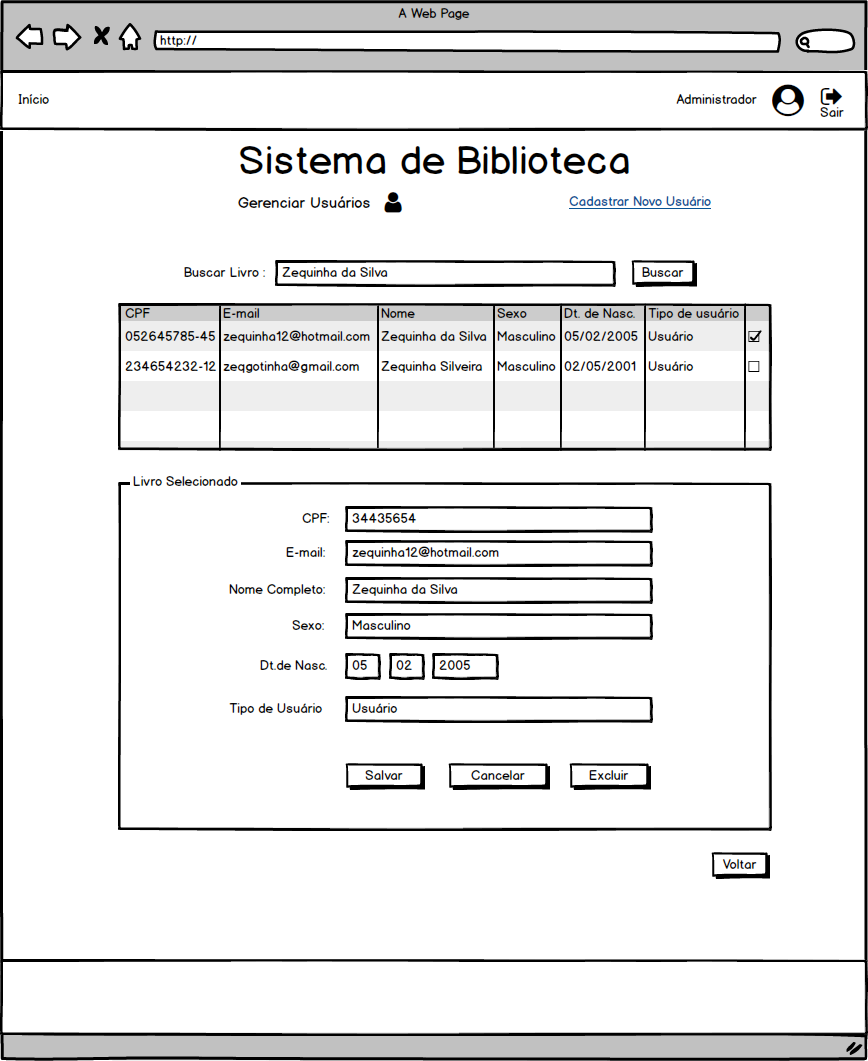 A Web Page
http://
Início Administrador
Sair
Sistema de Biblioteca
Gerenciar Usuários Cadastrar Novo Usuário
Buscar Livro : Zequinha da Silva Buscar
CPF E-mail Nome Sexo Dt. de Nasc. Tipo de usuário
052645785-45 zequinha12@hotmail.com Zequinha da Silva Masculino 05/02/2005 Usuário
234654232-12 zeqgotinha@gmail.com Zequinha Silveira Masculino 02/05/2001 Usuário
Livro Selecionado
CPF: 34435654
E-mail: zequinha12@hotmail.com
Nome Completo: Zequinha da Silva
Sexo: Masculino
Dt.de Nasc. 05 02 2005
Tipo de Usuário Usuário
Salvar Cancelar Excluir
Voltar